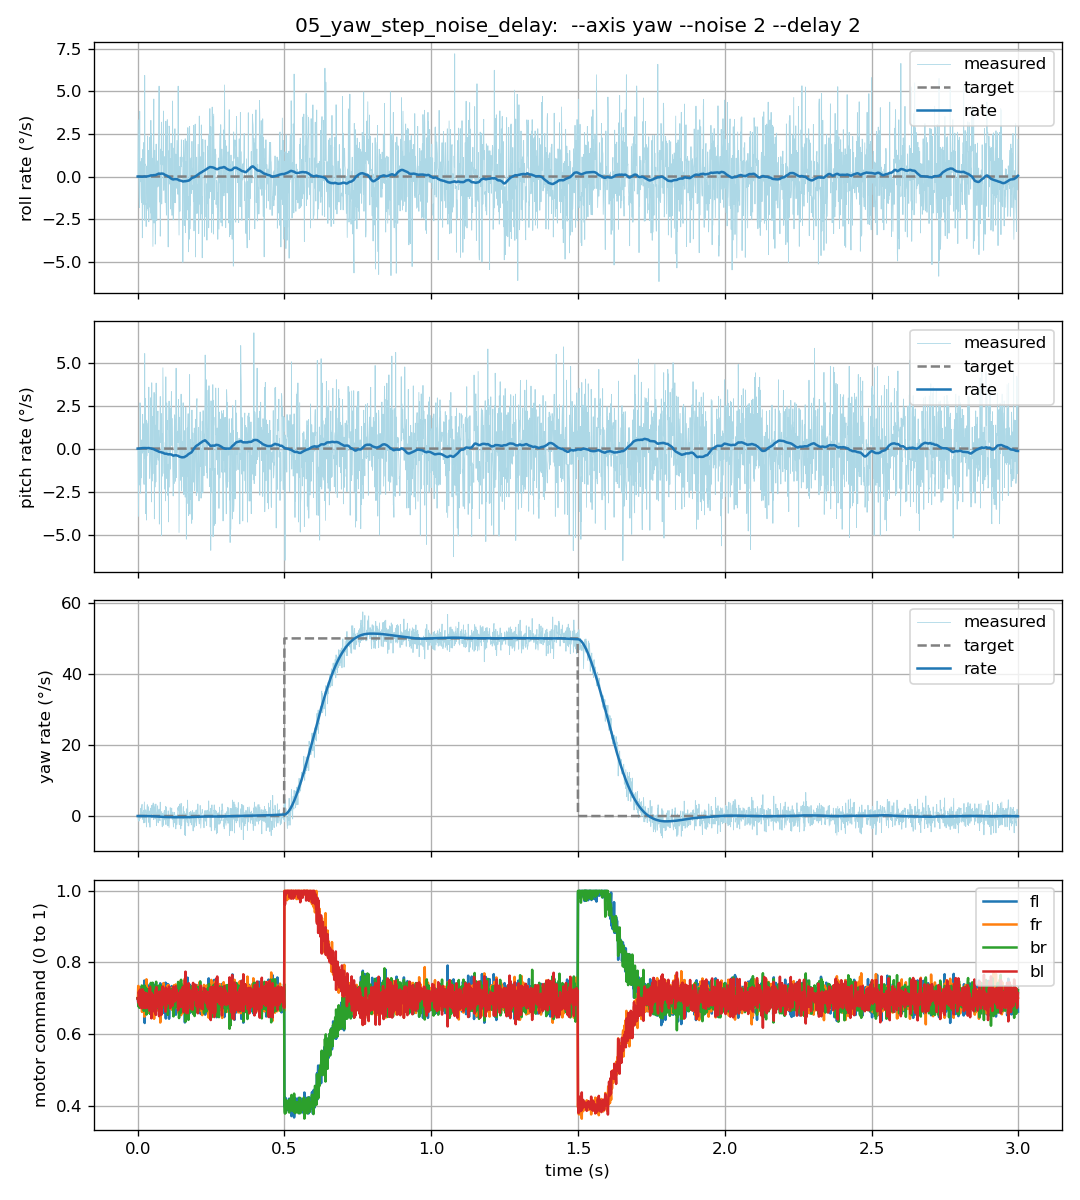 05_yaw_step_noise_delay:  --axis yaw --noise 2 --delay 2
roll rate (°/s)
7.5
5.0
2.5
0.0
−2.5
−5.0
measured
target
rate
pitch rate (°/s)
5.0
2.5
0.0
−2.5
−5.0
measured
target
rate
yaw rate (°/s)
60
40
20
0
measured
target
rate
motor command (0 to 1)
1.0
0.8
0.6
0.4
fl
fr
br
bl
0.0 0.5 1.0 1.5 2.0 2.5 3.0
time (s)